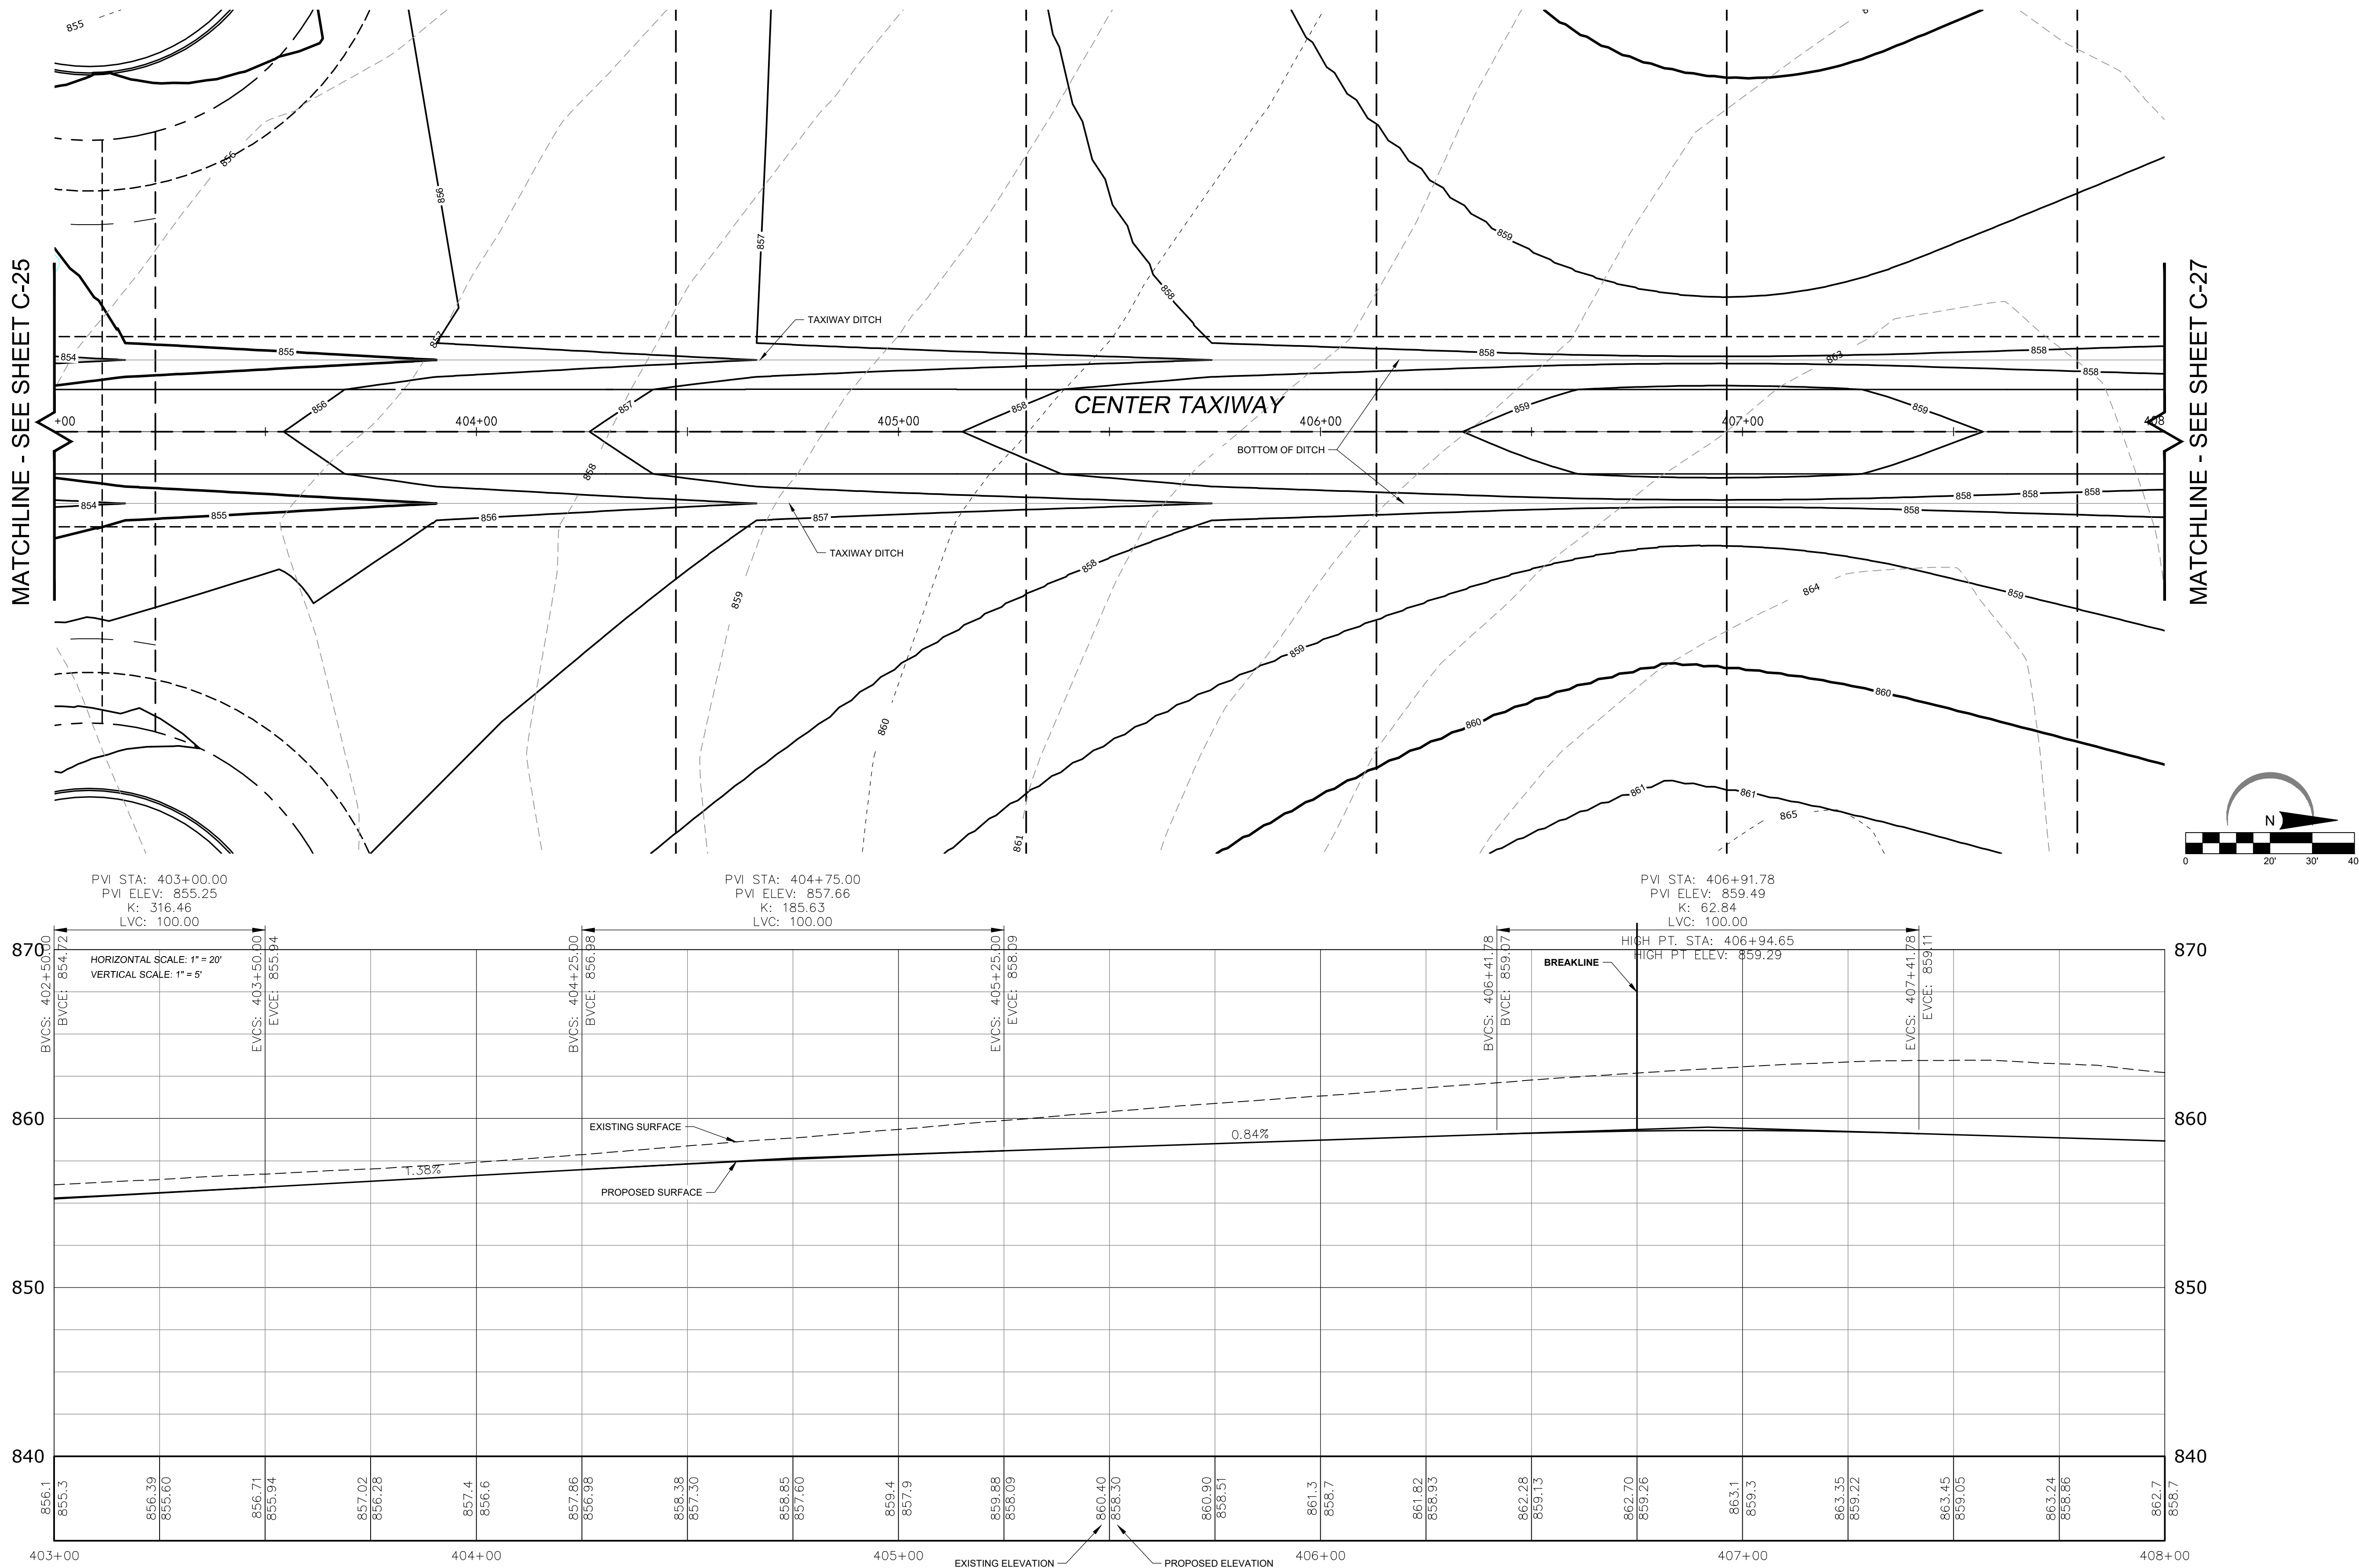 855
856
856
857
858
859
MATCHLINE - SEE SHEET C-25
MATCHLINE - SEE SHEET C-27
857
TAXIWAY DITCH
854
855
858
863
858
858
856
857
858
CENTER TAXIWAY
859
859
+00
404+00
405+00
406+00
407+00
408
BOTTOM OF DITCH
858
854
855
856
857
858
858
858
858
TAXIWAY DITCH
858
859
864
859
859
860
860
860
861
861
861
865
N
0
20'
30'
40
PVI STA: 403+00.00
PVI ELEV: 855.25
K: 316.46
LVC: 100.00
PVI STA: 404+75.00
PVI ELEV: 857.66
K: 185.63
LVC: 100.00
PVI STA: 406+91.78
PVI ELEV: 859.49
K: 62.84
LVC: 100.00
HIGH PT. STA: 406+94.65
HIGH PT ELEV: 859.29
BVCS: 402+50.00
BVCE: 854.72
EVCS: 403+50.00
EVCE: 855.94
BVCS: 404+25.00
BVCE: 856.98
EVCS: 405+25.00
EVCE: 858.09
BVCS: 406+41.78
BVCE: 859.07
EVCS: 407+41.78
EVCE: 859.11
870
870
HORIZONTAL SCALE: 1" = 20'
VERTICAL SCALE: 1" = 5'
BREAKLINE
860
860
EXISTING SURFACE
0.84%
1.38%
PROPOSED SURFACE
850
850
840
840
856.1
855.3
856.39
855.60
856.71
855.94
857.02
856.28
857.4
856.6
857.86
856.98
858.38
857.30
858.85
857.60
859.4
857.9
859.88
858.09
860.40
858.30
860.90
858.51
861.3
858.7
861.82
858.93
862.28
859.13
862.70
859.26
863.1
859.3
863.35
859.22
863.45
859.05
863.24
858.86
862.7
858.7
403+00
404+00
405+00
EXISTING ELEVATION
PROPOSED ELEVATION
406+00
407+00
408+00